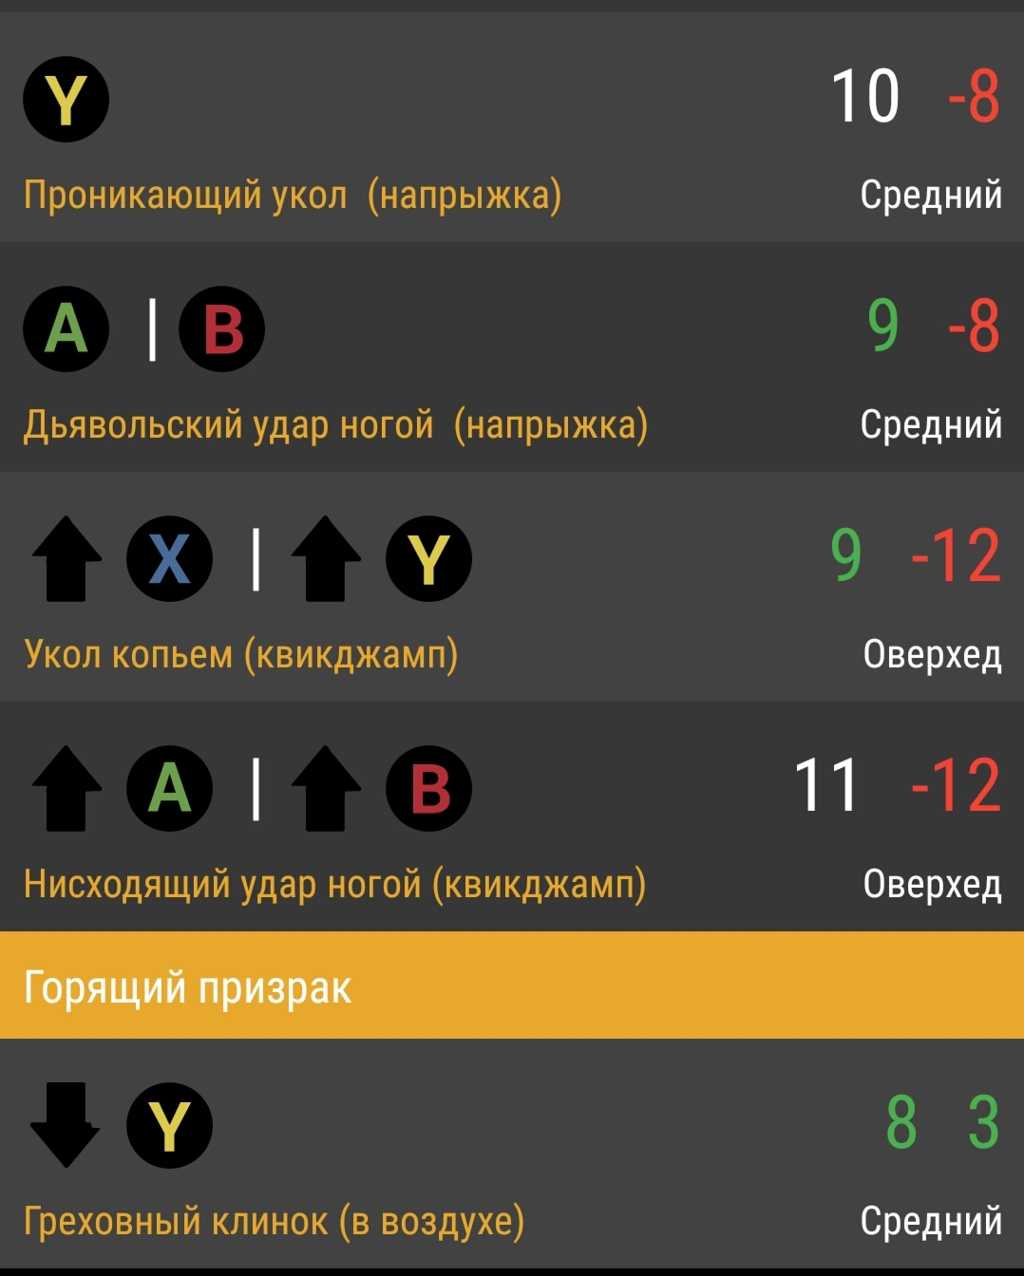 Y 10 -8
Проникающий укол (напрыжка) Средний
A | B 9 -8
Дьявольский удар ногой (напрыжка) Средний
X | Y 9 -12
Укол копьем (квикджамп) Оверхед
A | B 11 -12
Нисходящий удар ногой (квикджамп) Оверхед
Горящий призрак
Y 8 3
Греховный клинок (в воздухе) Средний